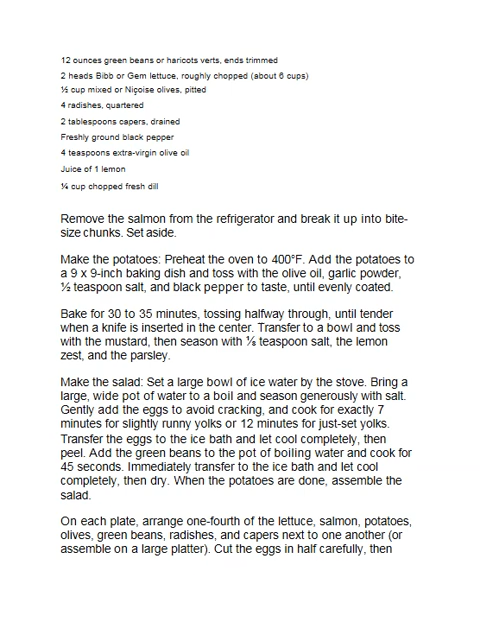 12 ounces green beans or haricots verts, ends trimmed
2 heads Bibb or Gem lettuce, roughly chopped (about 6 cups)
½ cup mixed or Niçoise olives, pitted
4 radishes, quartered
2 tablespoons capers, drained
Freshly ground black pepper
4 teaspoons extra-virgin olive oil
Juice of 1 lemon
¼ cup chopped fresh dill
Remove the salmon from the refrigerator and break it up into bite-
size chunks. Set aside.
Make the potatoes: Preheat the oven to 400°F. Add the potatoes to
a 9 x 9-inch baking dish and toss with the olive oil, garlic powder,
½ teaspoon salt, and black pepper to taste, until evenly coated.
Bake for 30 to 35 minutes, tossing halfway through, until tender
when a knife is inserted in the center. Transfer to a bowl and toss
with the mustard, then season with ⅛ teaspoon salt, the lemon
zest, and the parsley.
Make the salad: Set a large bowl of ice water by the stove. Bring a
large, wide pot of water to a boil and season generously with salt.
Gently add the eggs to avoid cracking, and cook for exactly 7
minutes for slightly runny yolks or 12 minutes for just-set yolks.
Transfer the eggs to the ice bath and let cool completely, then
peel. Add the green beans to the pot of boiling water and cook for
45 seconds. Immediately transfer to the ice bath and let cool
completely, then dry. When the potatoes are done, assemble the
salad.
On each plate, arrange one-fourth of the lettuce, salmon, potatoes,
olives, green beans, radishes, and capers next to one another (or
assemble on a large platter). Cut the eggs in half carefully, then